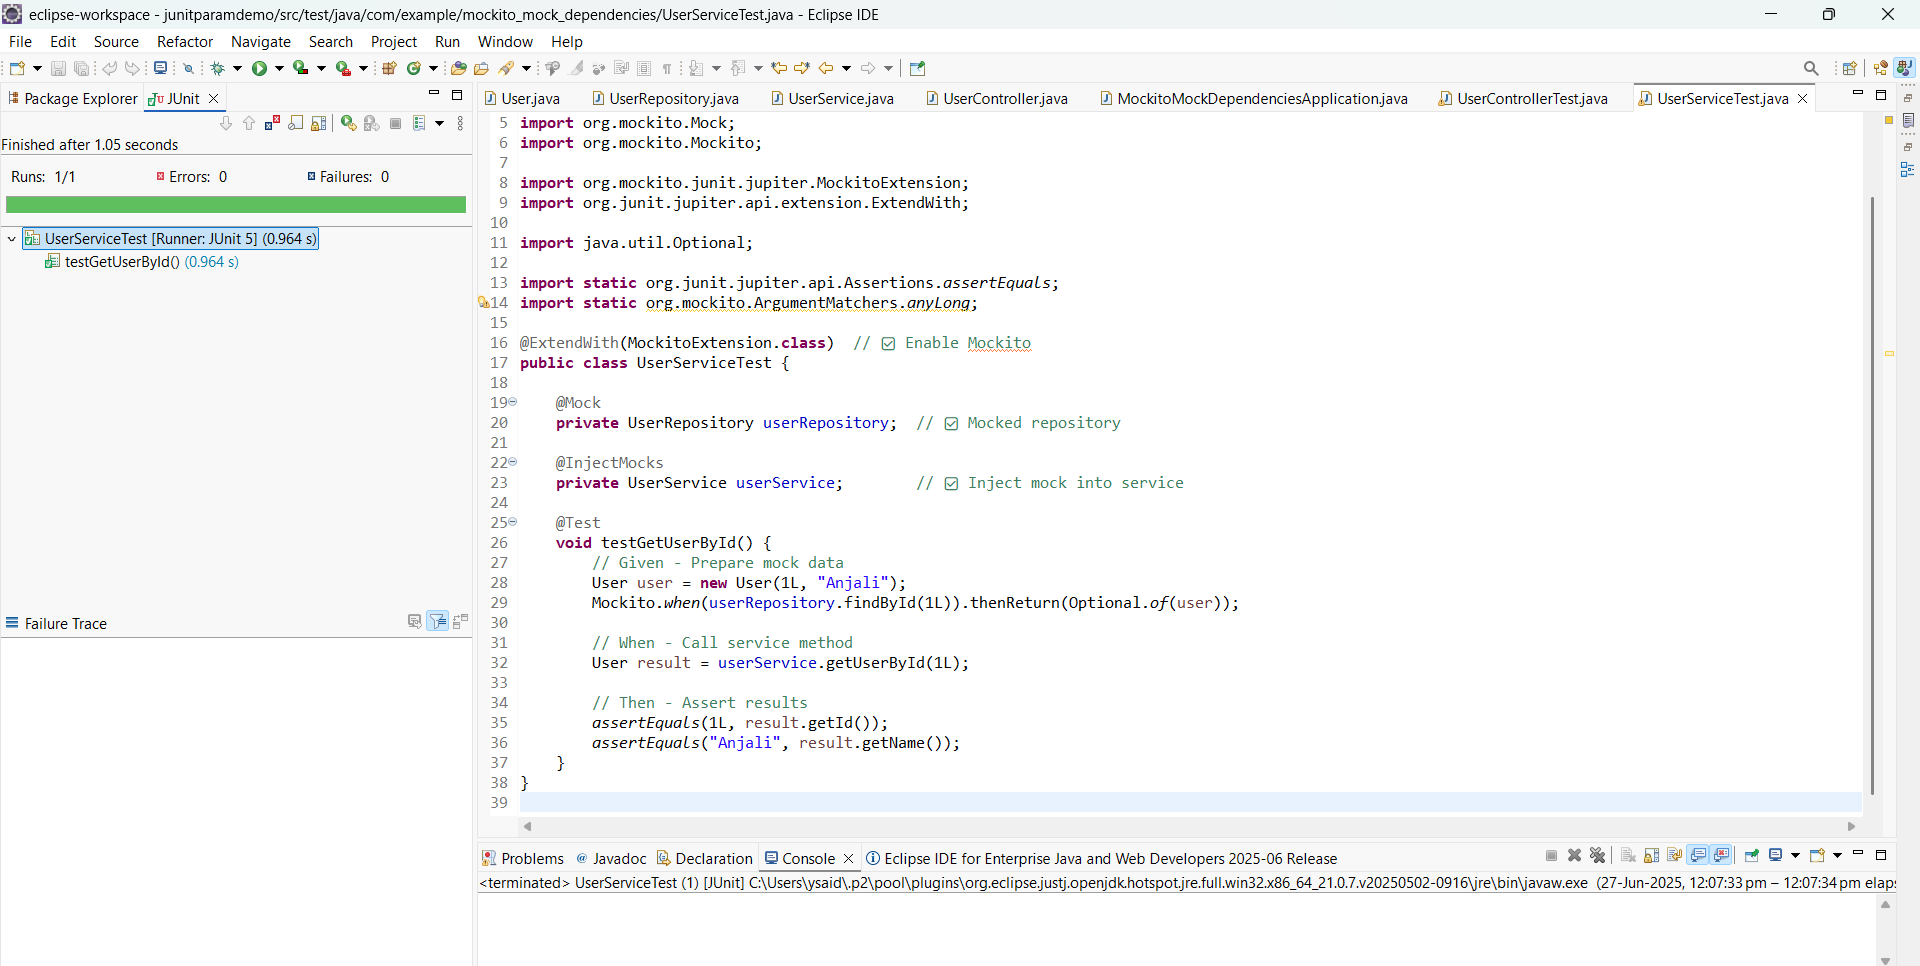 eclipse-workspace - junitparamdemo/src/test/java/com/example/mockito_mock_dependencies/UserServiceTest.java - Eclipse IDE
File Edit Source Refactor Navigate Search Project Run Window Help
Package Explorer JUnit
Finished after 1.05 seconds
Runs: 1/1 Errors: 0 Failures: 0
UserServiceTest [Runner: JUnit 5] (0.964 s)
testGetUserById() (0.964 s)
Failure Trace
User.java UserRepository.java UserService.java UserController.java MockitoMockDependenciesApplication.java UserControllerTest.java UserServiceTest.java
5 import org.mockito.Mock;
6 import org.mockito.Mockito;
7
8 import org.mockito.junit.jupiter.MockitoExtension;
9 import org.junit.jupiter.api.extension.ExtendWith;
10
11 import java.util.Optional;
12
13 import static org.junit.jupiter.api.Assertions.assertEquals;
14 import static org.mockito.ArgumentMatchers.anyLong;
15
16 @ExtendWith(MockitoExtension.class)  // ☑ Enable Mockito
17 public class UserServiceTest {
18
19     @Mock
20     private UserRepository userRepository;  // ☑ Mocked repository
21
22     @InjectMocks
23     private UserService userService;        // ☑ Inject mock into service
24
25     @Test
26     void testGetUserById() {
27         // Given - Prepare mock data
28         User user = new User(1L, "Anjali");
29         Mockito.when(userRepository.findById(1L)).thenReturn(Optional.of(user));
30
31         // When - Call service method
32         User result = userService.getUserById(1L);
33
34         // Then - Assert results
35         assertEquals(1L, result.getId());
36         assertEquals("Anjali", result.getName());
37     }
38 }
39
Problems Javadoc Declaration Console Eclipse IDE for Enterprise Java and Web Developers 2025-06 Release
<terminated> UserServiceTest (1) [JUnit] C:\Users\ysaid\.p2\pool\plugins\org.eclipse.justj.openjdk.hotspot.jre.full.win32.x86_64_21.0.7.v20250502-0916\jre\bin\javaw.exe (27-Jun-2025, 12:07:33 pm – 12:07:34 pm elaps